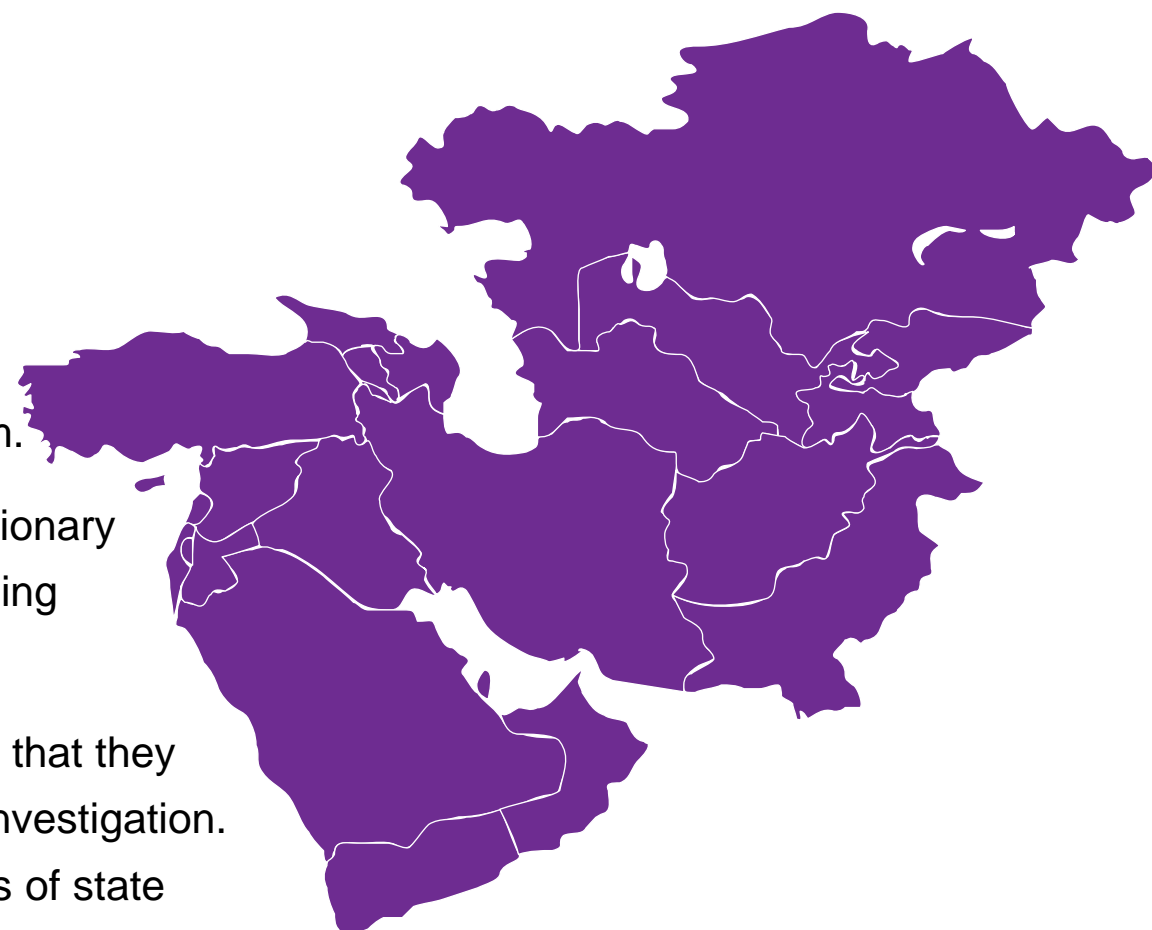 n.
ionary
ing
that they
nvestigation.
s of state